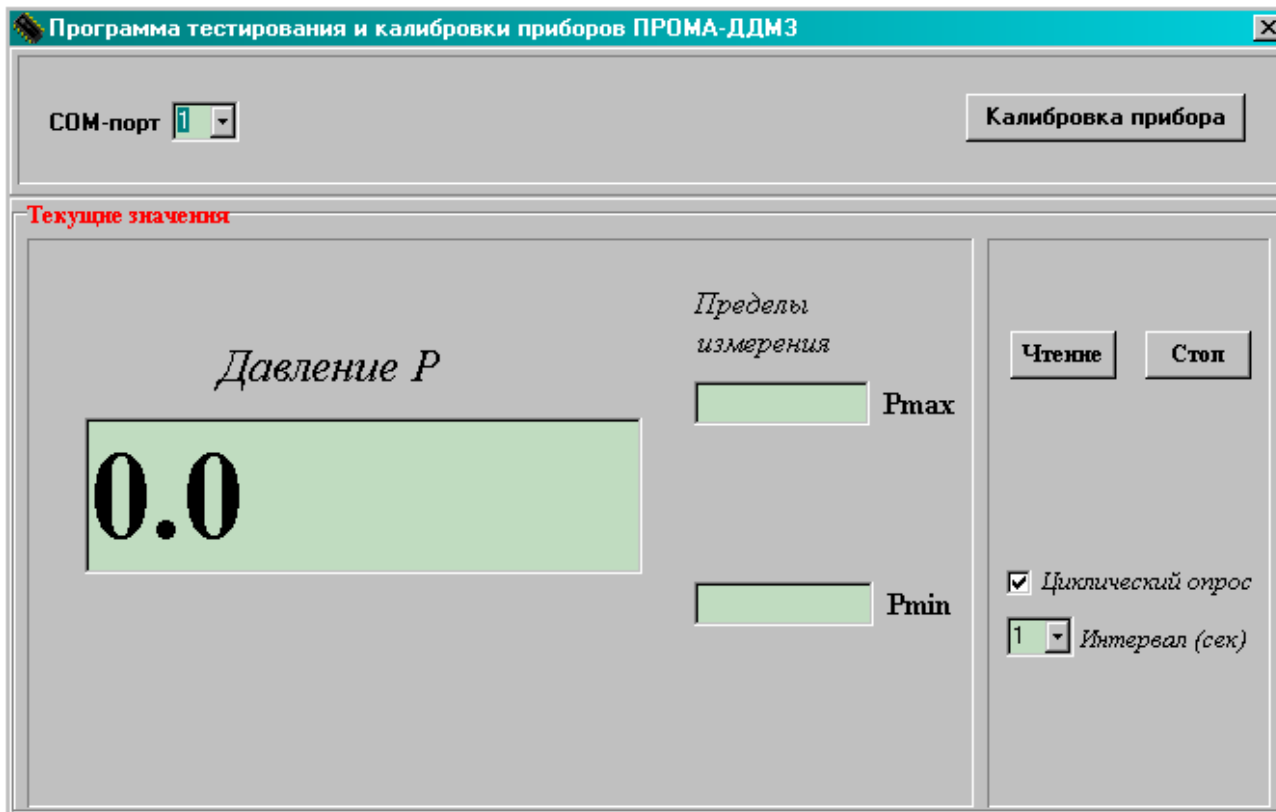 Программа тестирования и калибровки приборов ПРОМА-ДДМЗ
COM-порт 1
Калибровка прибора
Текущие значения
Давление P
0.0
Пределы
измерения
Pmax
Pmin
Чтение
Стоп
Циклический опрос
1 Интервал (сек)